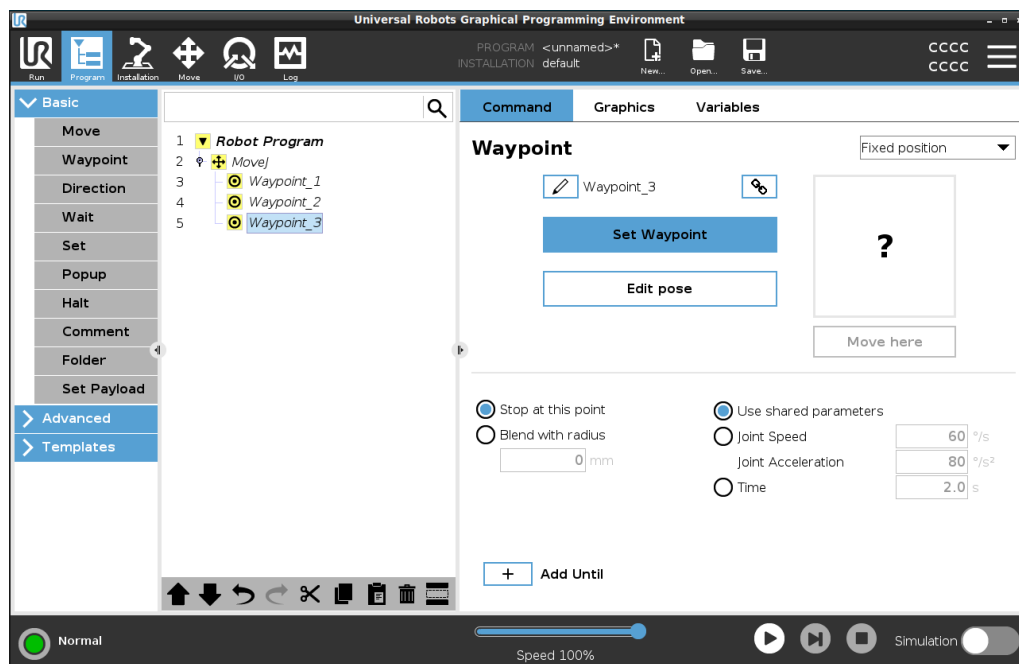 Universal Robots Graphical Programming Environment
UR
Run
Program
Installation
Move
I/O
Log
PROGRAM <unnamed>*
INSTALLATION default
New...
Open...
Save...
CCCC
CCCC
Basic
Move
Waypoint
Direction
Wait
Set
Popup
Halt
Comment
Folder
Set Payload
Advanced
Templates
1 Robot Program
2 MoveJ
3 Waypoint_1
4 Waypoint_2
5 Waypoint_3
Command Graphics Variables
Waypoint
Fixed position
Waypoint_3
Set Waypoint
Edit pose
?
Move here
Stop at this point
Blend with radius
0 mm
Use shared parameters
Joint Speed 60 °/s
Joint Acceleration 80 °/s²
Time 2.0 s
+ Add Until
Normal
Speed 100%
Simulation